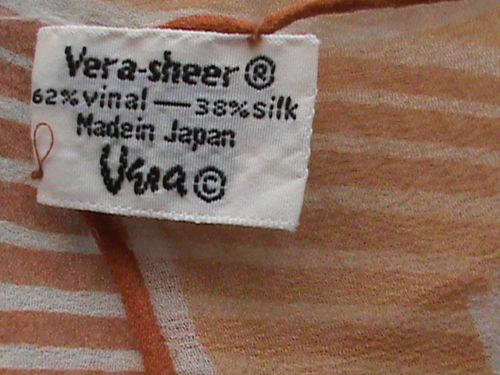 Vera-sheer ®
62% vinal — 38% silk
Made in Japan
Vera ©